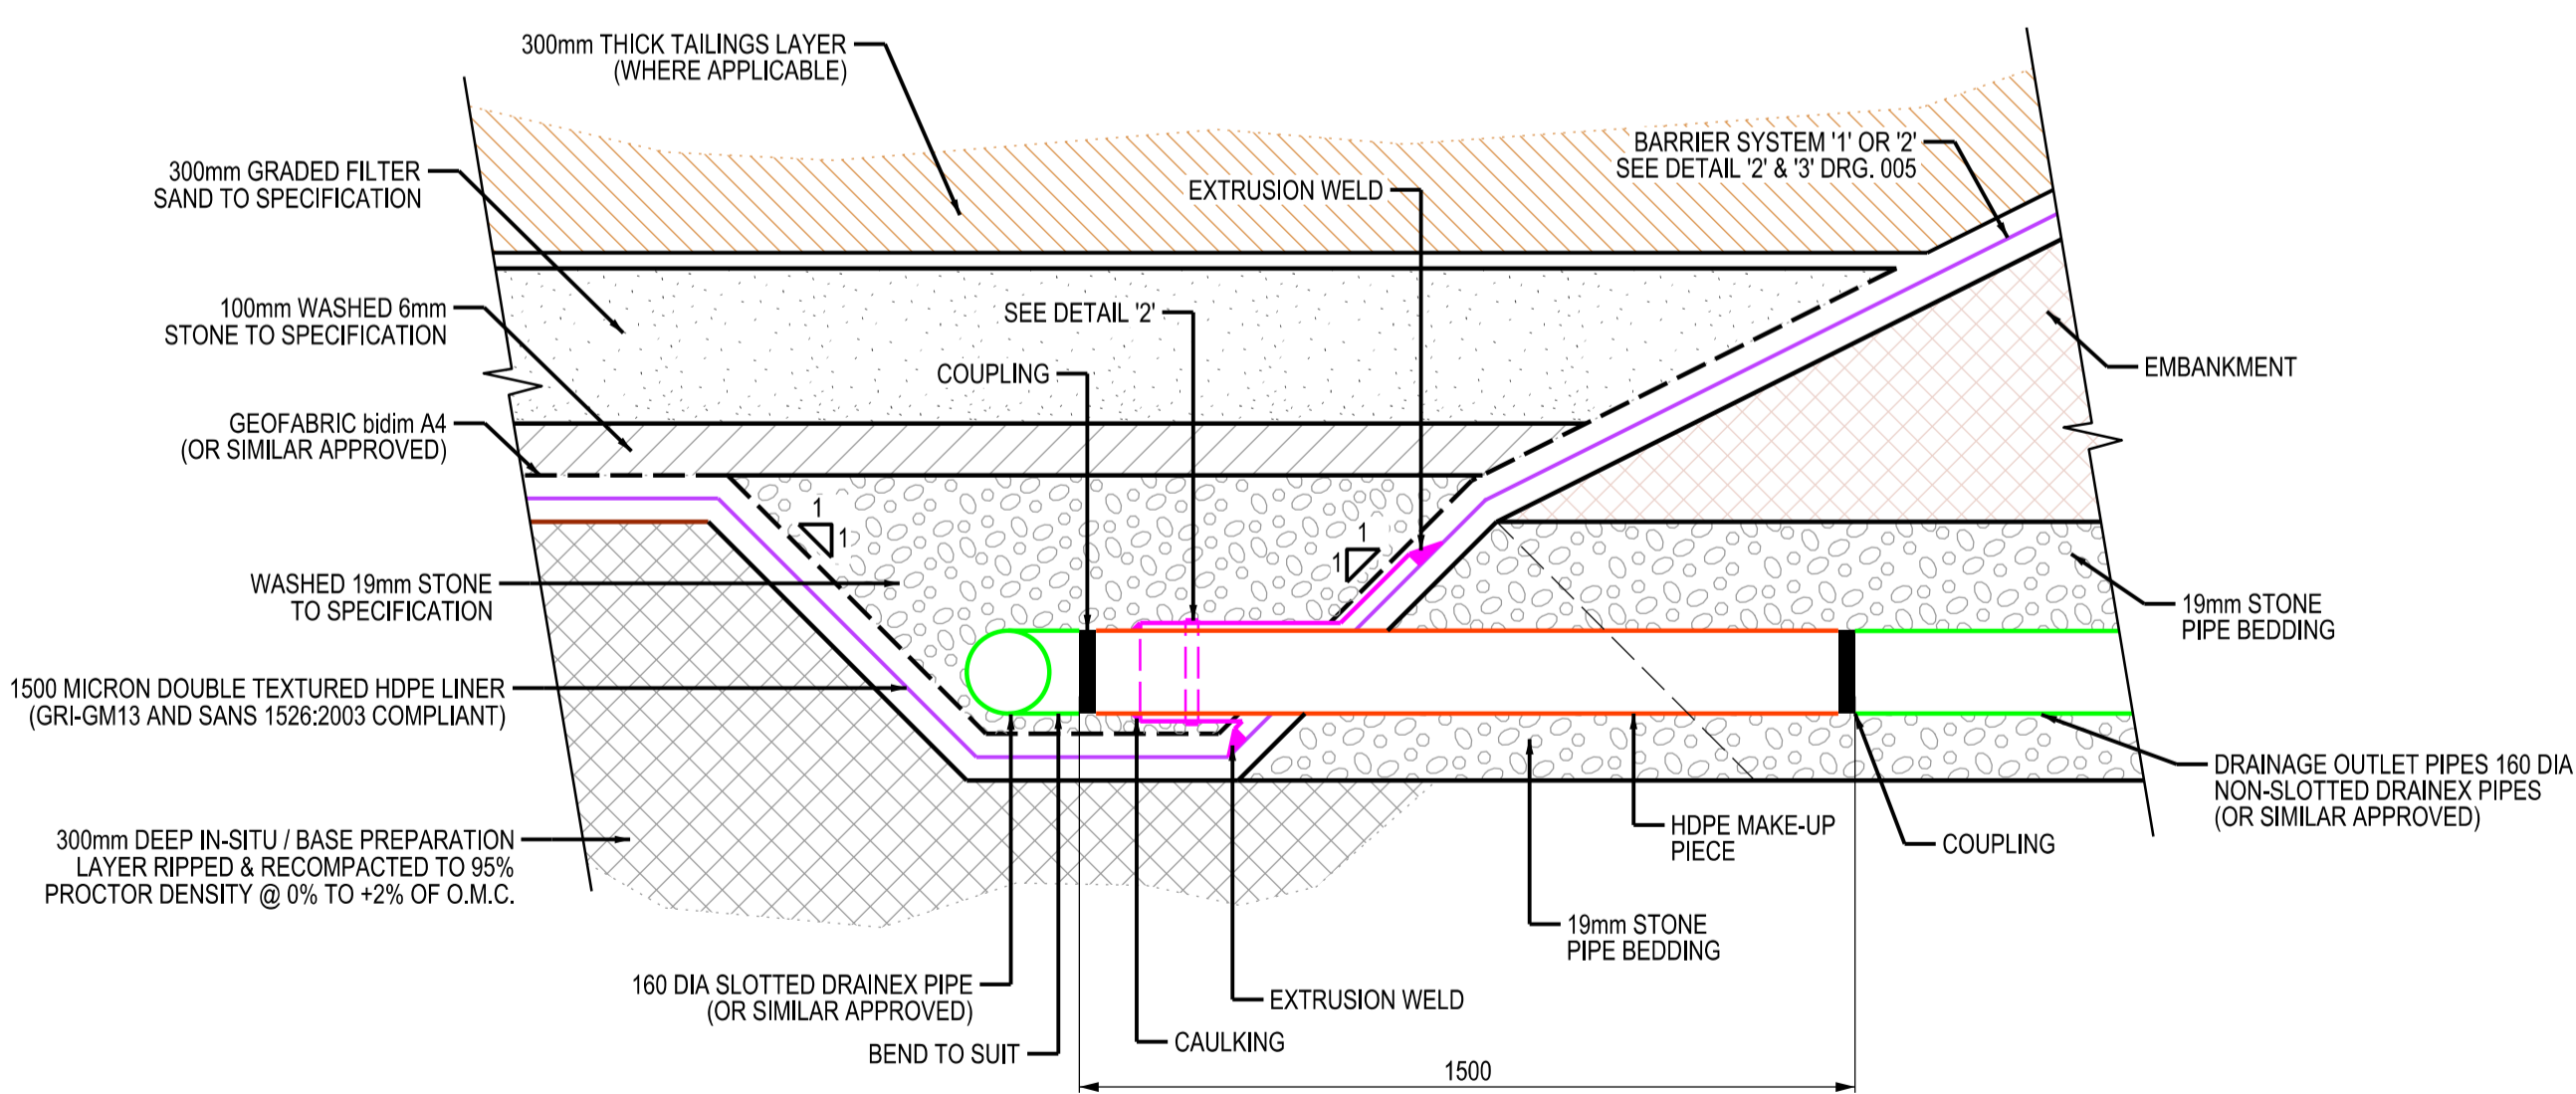 300mm THICK TAILINGS LAYER
(WHERE APPLICABLE)
BARRIER SYSTEM '1' OR '2'
SEE DETAIL '2' & '3' DRG. 005
300mm GRADED FILTER
SAND TO SPECIFICATION
EXTRUSION WELD
100mm WASHED 6mm
STONE TO SPECIFICATION
SEE DETAIL '2'
COUPLING
EMBANKMENT
GEOFABRIC bidim A4
(OR SIMILAR APPROVED)
1
1
1
1
WASHED 19mm STONE
TO SPECIFICATION
19mm STONE
PIPE BEDDING
1500 MICRON DOUBLE TEXTURED HDPE LINER
(GRI-GM13 AND SANS 1526:2003 COMPLIANT)
DRAINAGE OUTLET PIPES 160 DIA
NON-SLOTTED DRAINEX PIPES
(OR SIMILAR APPROVED)
300mm DEEP IN-SITU / BASE PREPARATION
LAYER RIPPED & RECOMPACTED TO 95%
PROCTOR DENSITY @ 0% TO +2% OF O.M.C.
HDPE MAKE-UP
PIECE
COUPLING
19mm STONE
PIPE BEDDING
160 DIA SLOTTED DRAINEX PIPE
(OR SIMILAR APPROVED)
EXTRUSION WELD
BEND TO SUIT
CAULKING
1500